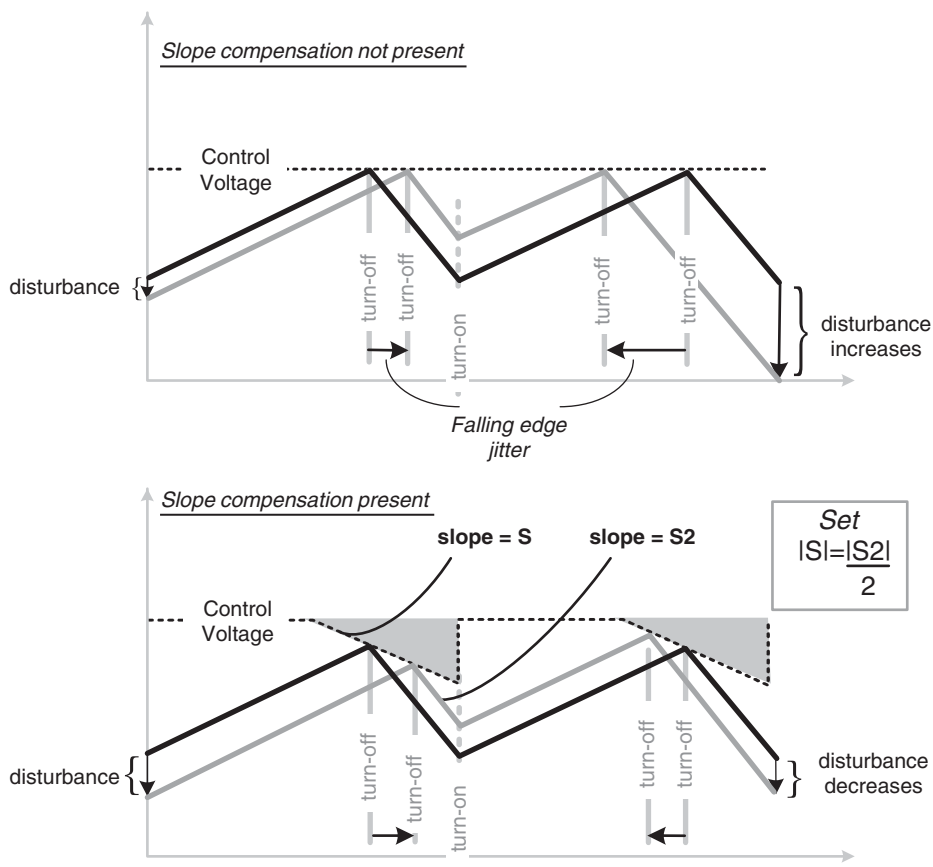 Slope compensation not present
Control
Voltage
disturbance
turn-off
turn-off
turn-on
turn-off
turn-off
disturbance
increases
Falling edge
jitter
Slope compensation present
slope = S
slope = S2
Set
|S|=|S2|
2
Control
Voltage
disturbance
turn-off
turn-off
turn-on
turn-off
turn-off
disturbance
decreases